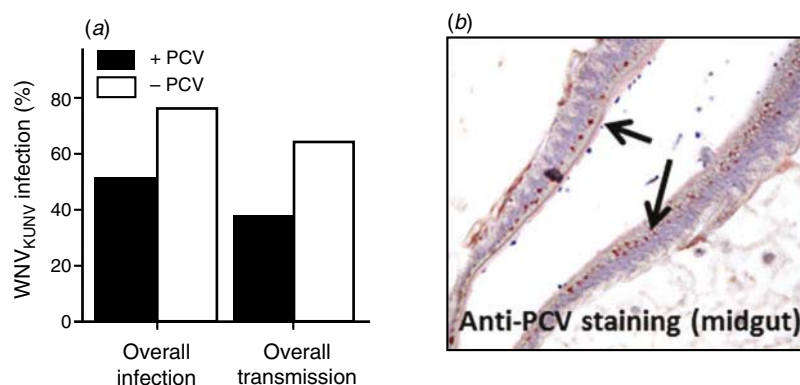 (a)
+ PCV
– PCV
WNVKUNV infection (%)
80
60
40
20
0
Overall
infection
Overall
transmission
(b)
Anti-PCV staining (midgut)